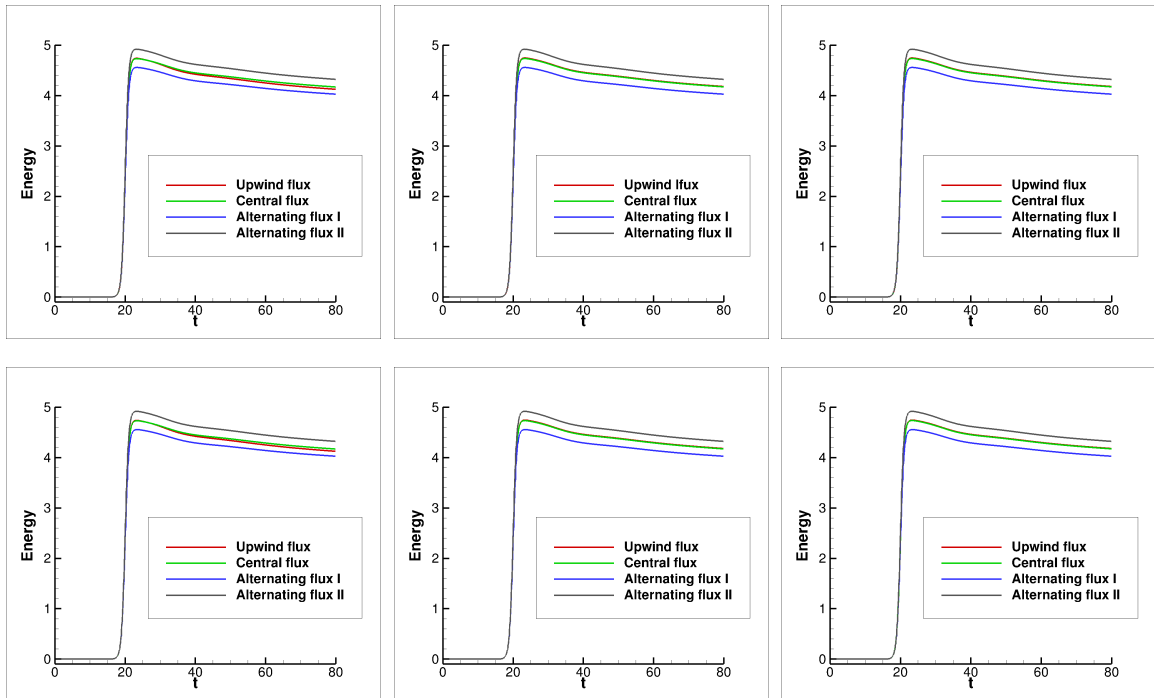 5
4
3
2
1
0
Energy
Upwind flux
Central flux
Alternating flux I
Alternating flux II
0 20 40 60 80
t
5
4
3
2
1
0
Energy
Upwind lfux
Central flux
Alternating flux I
Alternating flux II
0 20 40 60 80
t
5
4
3
2
1
0
Energy
Upwind flux
Central flux
Alternating flux I
Alternating flux II
0 20 40 60 80
t
5
4
3
2
1
0
Energy
Upwind flux
Central flux
Alternating flux I
Alternating flux II
0 20 40 60 80
t
5
4
3
2
1
0
Energy
Upwind flux
Central flux
Alternating flux I
Alternating flux II
0 20 40 60 80
t
5
4
3
2
1
0
Energy
Upwind flux
Central flux
Alternating flux I
Alternating flux II
0 20 40 60 80
t